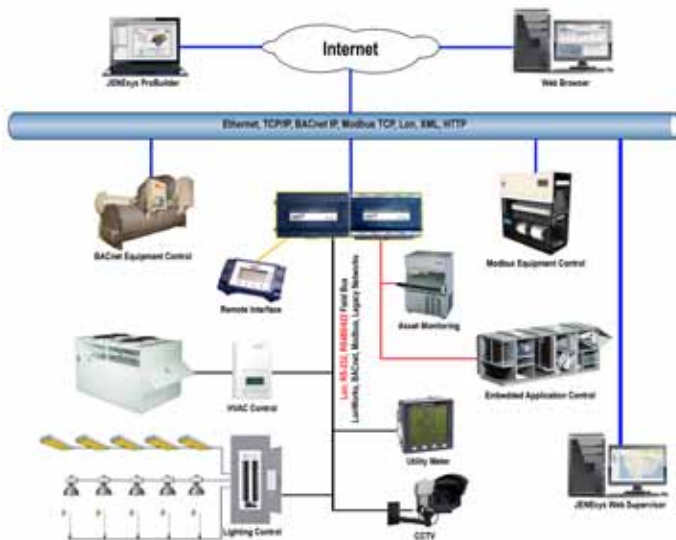 Internet
JENEsys ProBuilder
Web Browser
Ethernet, TCP/IP, BACnet IP, Modbus TCP, Lon, XML, HTTP
BACnet Equipment Control
Modbus Equipment Control
Remote Interface
Asset Monitoring
Lon, RS-232, RS485/422 Field Bus
LonWorks, BACnet, Modbus, Legacy Networks
HVAC Control
Embedded Application Control
Utility Meter
Lighting Control
CCTV
JENEsys Web Supervisor